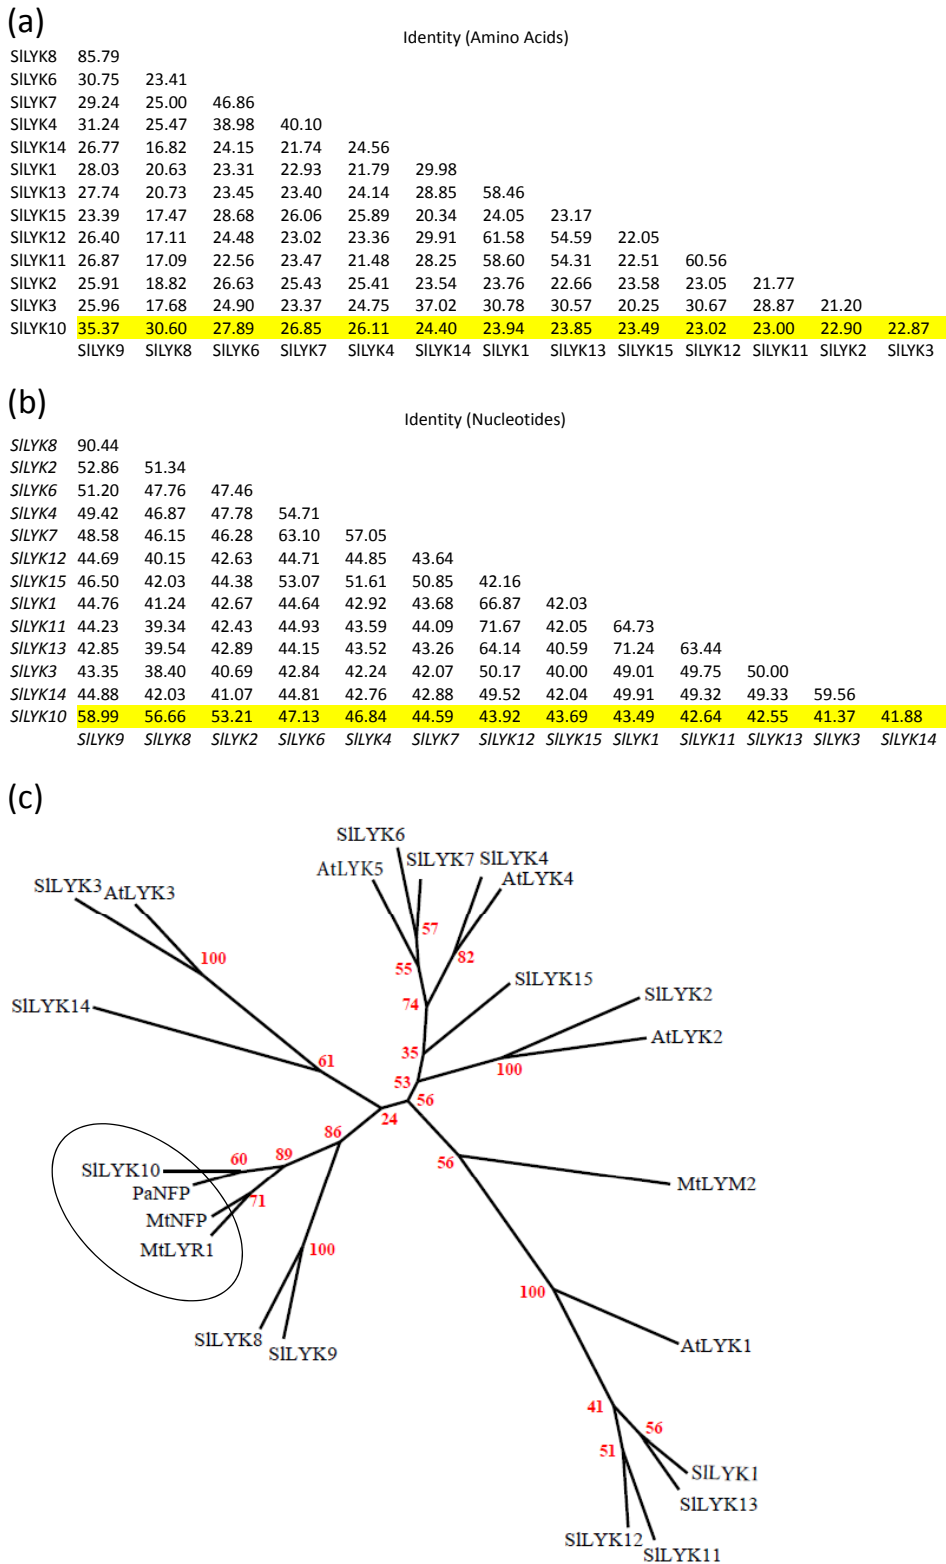 (a)
Identity (Amino Acids)
SlLYK8 85.79
SlLYK6 30.75 23.41
SlLYK7 29.24 25.00 46.86
SlLYK4 31.24 25.47 38.98 40.10
SlLYK14 26.77 16.82 24.15 21.74 24.56
SlLYK1 28.03 20.63 23.31 22.93 21.79 29.98
SlLYK13 27.74 20.73 23.45 23.40 24.14 28.85 58.46
SlLYK15 23.39 17.47 28.68 26.06 25.89 20.34 24.05 23.17
SlLYK12 26.40 17.11 24.48 23.02 23.36 29.91 61.58 54.59 22.05
SlLYK11 26.87 17.09 22.56 23.47 21.48 28.25 58.60 54.31 22.51 60.56
SlLYK2 25.91 18.82 26.63 25.43 25.41 23.54 23.76 22.66 23.58 23.05 21.77
SlLYK3 25.96 17.68 24.90 23.37 24.75 37.02 30.78 30.57 20.25 30.67 28.87 21.20
SlLYK10 35.37 30.60 27.89 26.85 26.11 24.40 23.94 23.85 23.49 23.02 23.00 22.90 22.87
SlLYK9 SlLYK8 SlLYK6 SlLYK7 SlLYK4 SlLYK14 SlLYK1 SlLYK13 SlLYK15 SlLYK12 SlLYK11 SlLYK2 SlLYK3
(b)
Identity (Nucleotides)
SlLYK8 90.44
SlLYK2 52.86 51.34
SlLYK6 51.20 47.76 47.46
SlLYK4 49.42 46.87 47.78 54.71
SlLYK7 48.58 46.15 46.28 63.10 57.05
SlLYK12 44.69 40.15 42.63 44.71 44.85 43.64
SlLYK15 46.50 42.03 44.38 53.07 51.61 50.85 42.16
SlLYK1 44.76 41.24 42.67 44.64 42.92 43.68 66.87 42.03
SlLYK11 44.23 39.34 42.43 44.93 43.59 44.09 71.67 42.05 64.73
SlLYK13 42.85 39.54 42.89 44.15 43.52 43.26 64.14 40.59 71.24 63.44
SlLYK3 43.35 38.40 40.69 42.84 42.24 42.07 50.17 40.00 49.01 49.75 50.00
SlLYK14 44.88 42.03 41.07 44.81 42.76 42.88 49.52 42.04 49.91 49.32 49.33 59.56
SlLYK10 58.99 56.66 53.21 47.13 46.84 44.59 43.92 43.69 43.49 42.64 42.55 41.37 41.88
SlLYK9 SlLYK8 SlLYK2 SlLYK6 SlLYK4 SlLYK7 SlLYK12 SlLYK15 SlLYK1 SlLYK11 SlLYK13 SlLYK3 SlLYK14
(c)
SlLYK6
AtLYK5 SlLYK7 SlLYK4
AtLYK4
SlLYK3 AtLYK3
57
100
82
55
SlLYK15
SlLYK2
74
SlLYK14
AtLYK2
35
61
100
53
56
24
86
89
60
56
SlLYK10
PaNFP
71
MtLYM2
MtNFP
MtLYR1
100
100
SlLYK8
SlLYK9
AtLYK1
41
56
51
SlLYK1
SlLYK13
SlLYK12
SlLYK11